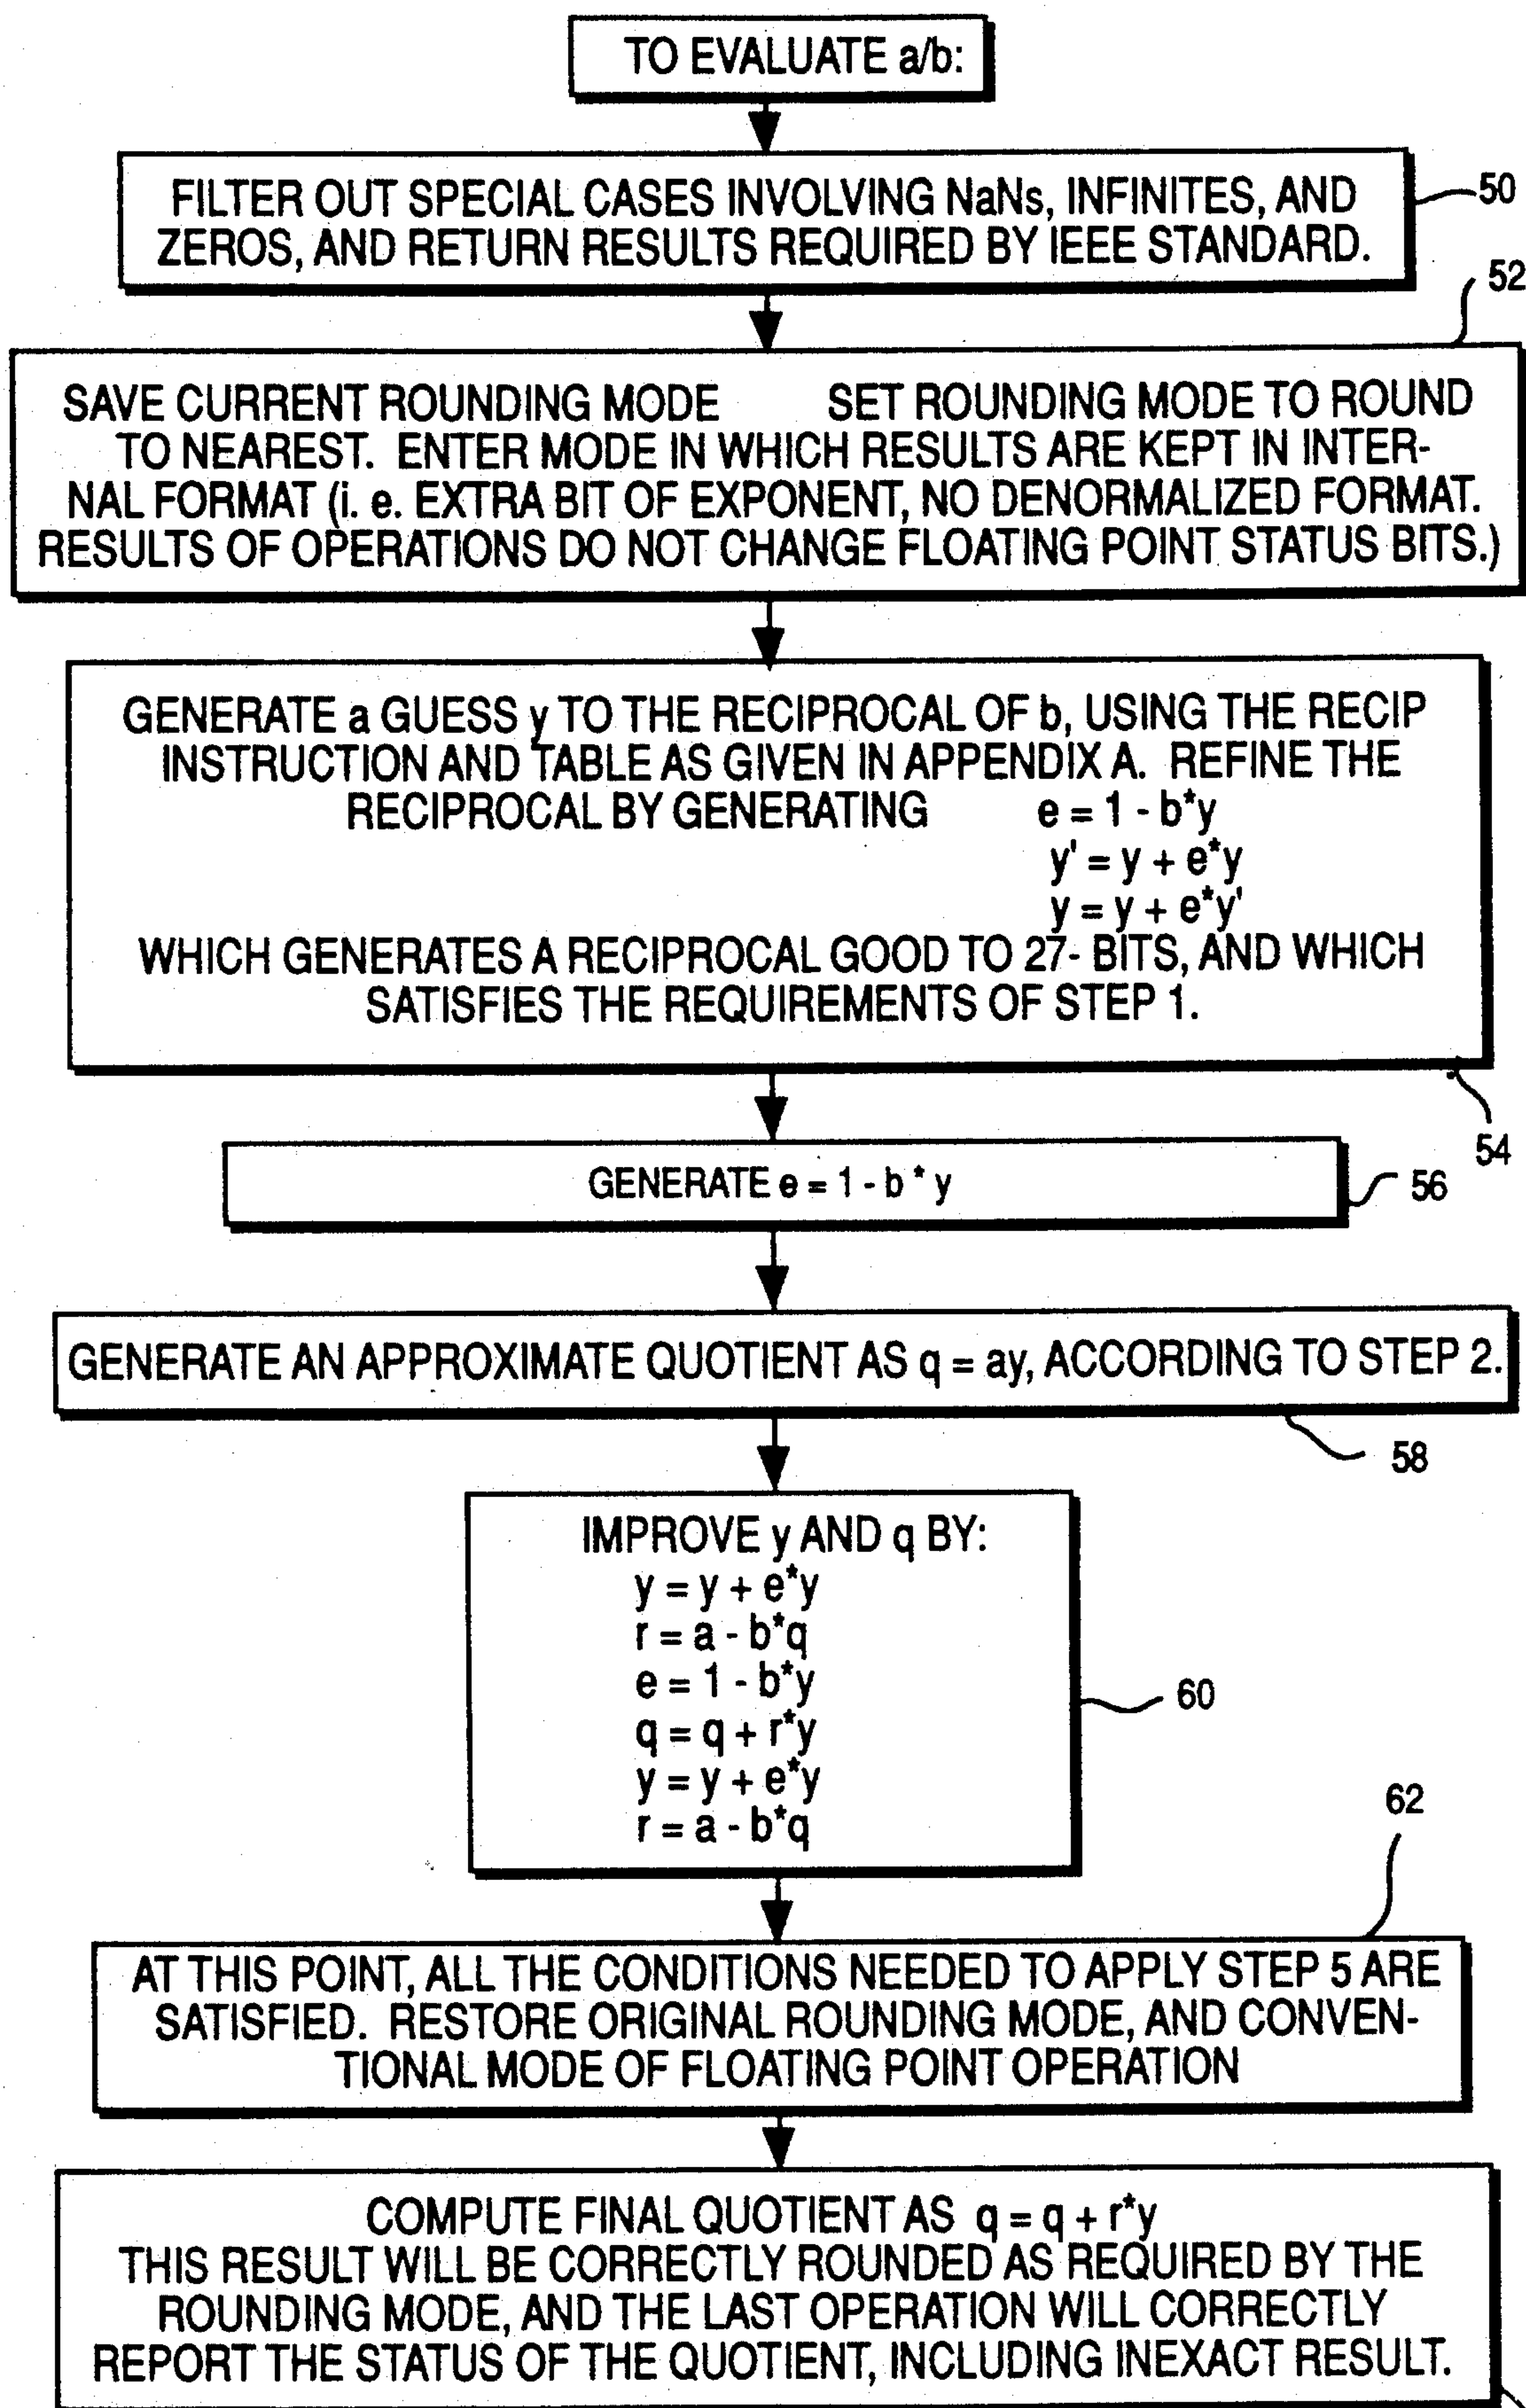 TO EVALUATE a/b:
FILTER OUT SPECIAL CASES INVOLVING NaNs, INFINITES, AND
ZEROS, AND RETURN RESULTS REQUIRED BY IEEE STANDARD.
50
52
SAVE CURRENT ROUNDING MODE SET ROUNDING MODE TO ROUND
TO NEAREST. ENTER MODE IN WHICH RESULTS ARE KEPT IN INTER-
NAL FORMAT (i. e. EXTRA BIT OF EXPONENT, NO DENORMALIZED FORMAT.
RESULTS OF OPERATIONS DO NOT CHANGE FLOATING POINT STATUS BITS.)
GENERATE a GUESS y TO THE RECIPROCAL OF b, USING THE RECIP
INSTRUCTION AND TABLE AS GIVEN IN APPENDIX A. REFINE THE
RECIPROCAL BY GENERATING e = 1 - b*y
y' = y + e*y
y = y + e*y'
WHICH GENERATES A RECIPROCAL GOOD TO 27- BITS, AND WHICH
SATISFIES THE REQUIREMENTS OF STEP 1.
54
GENERATE e = 1 - b * y
56
GENERATE AN APPROXIMATE QUOTIENT AS q = ay, ACCORDING TO STEP 2.
58
IMPROVE y AND q BY:
y = y + e*y
r = a - b*q
e = 1 - b*y
q = q + r*y
y = y + e*y
r = a - b*q
60
62
AT THIS POINT, ALL THE CONDITIONS NEEDED TO APPLY STEP 5 ARE
SATISFIED. RESTORE ORIGINAL ROUNDING MODE, AND CONVEN-
TIONAL MODE OF FLOATING POINT OPERATION
COMPUTE FINAL QUOTIENT AS q = q + r*y
THIS RESULT WILL BE CORRECTLY ROUNDED AS REQUIRED BY THE
ROUNDING MODE, AND THE LAST OPERATION WILL CORRECTLY
REPORT THE STATUS OF THE QUOTIENT, INCLUDING INEXACT RESULT.